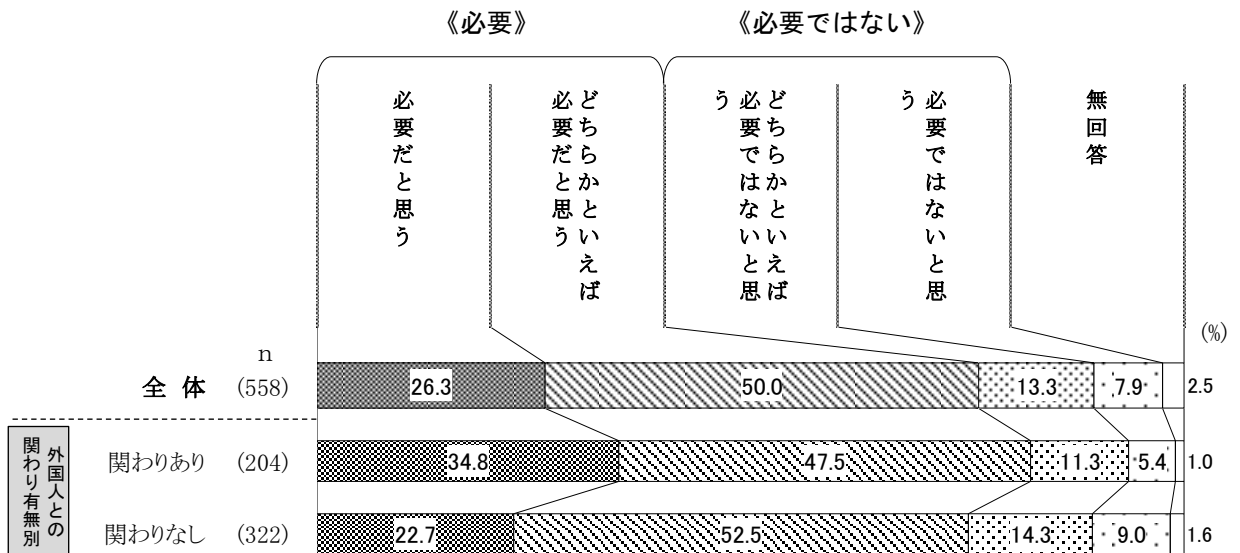 《必要》
《必要ではない》
必要だと思う
どちらかといえば
必要だと思う
どちらかといえば
必要ではないと思
う
必要ではないと思
う
無回答
(%)
n
全 体 (558) 26.3 50.0 13.3 7.9 2.5
外国人との
関わり有無別
関わりあり (204) 34.8 47.5 11.3 5.4 1.0
関わりなし (322) 22.7 52.5 14.3 9.0 1.6